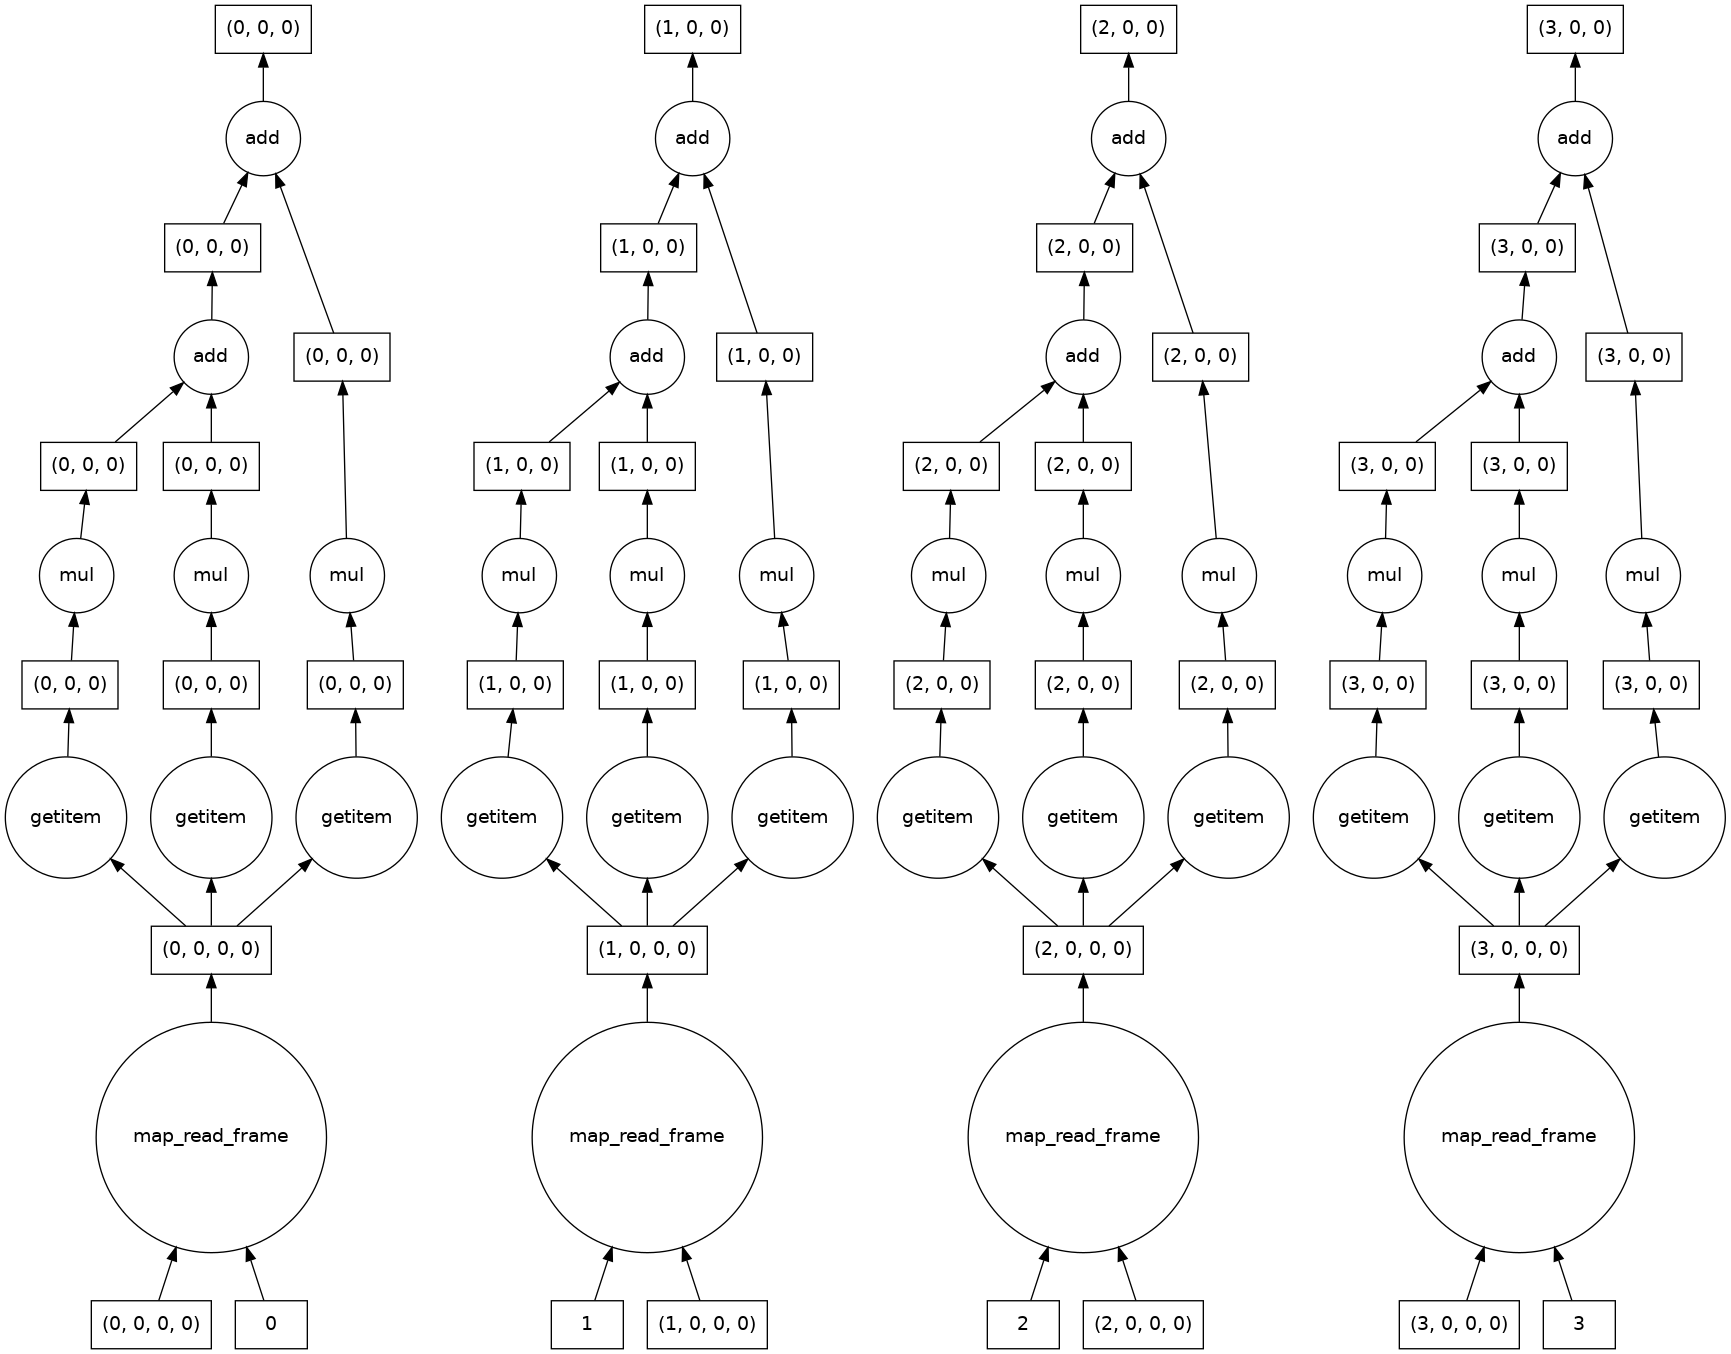 (0, 0, 0) (1, 0, 0) (2, 0, 0) (3, 0, 0)
add add add add
(0, 0, 0) (1, 0, 0) (2, 0, 0) (3, 0, 0)
add (0, 0, 0) add (1, 0, 0) add (2, 0, 0) add (3, 0, 0)
(0, 0, 0) (0, 0, 0) (1, 0, 0) (1, 0, 0) (2, 0, 0) (2, 0, 0) (3, 0, 0) (3, 0, 0)
mul mul mul mul mul mul mul mul mul mul mul mul
(0, 0, 0) (0, 0, 0) (0, 0, 0) (1, 0, 0) (1, 0, 0) (1, 0, 0) (2, 0, 0) (2, 0, 0) (2, 0, 0) (3, 0, 0) (3, 0, 0) (3, 0, 0)
getitem getitem getitem getitem getitem getitem getitem getitem getitem getitem getitem getitem
(0, 0, 0, 0) (1, 0, 0, 0) (2, 0, 0, 0) (3, 0, 0, 0)
map_read_frame map_read_frame map_read_frame map_read_frame
(0, 0, 0, 0) 0 1 (1, 0, 0, 0) 2 (2, 0, 0, 0) (3, 0, 0, 0) 3